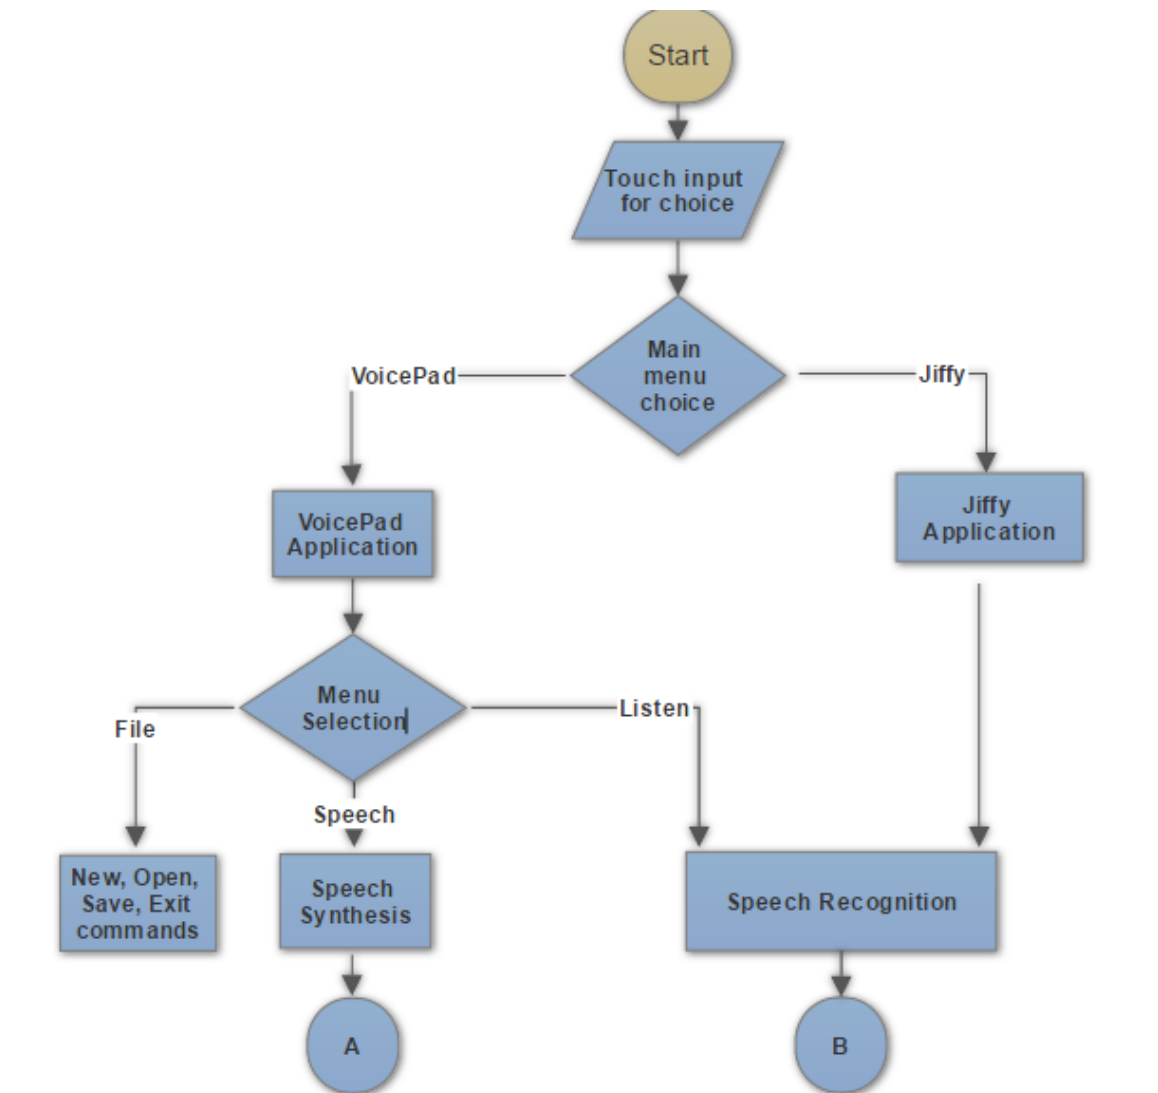 Start
Touch input
for choice
Main
menu
choice
VoicePad
Jiffy
VoicePad
Application
Jiffy
Application
Menu
Selection
File
Listen
Speech
New, Open,
Save, Exit
commands
Speech
Synthesis
Speech Recognition
A
B